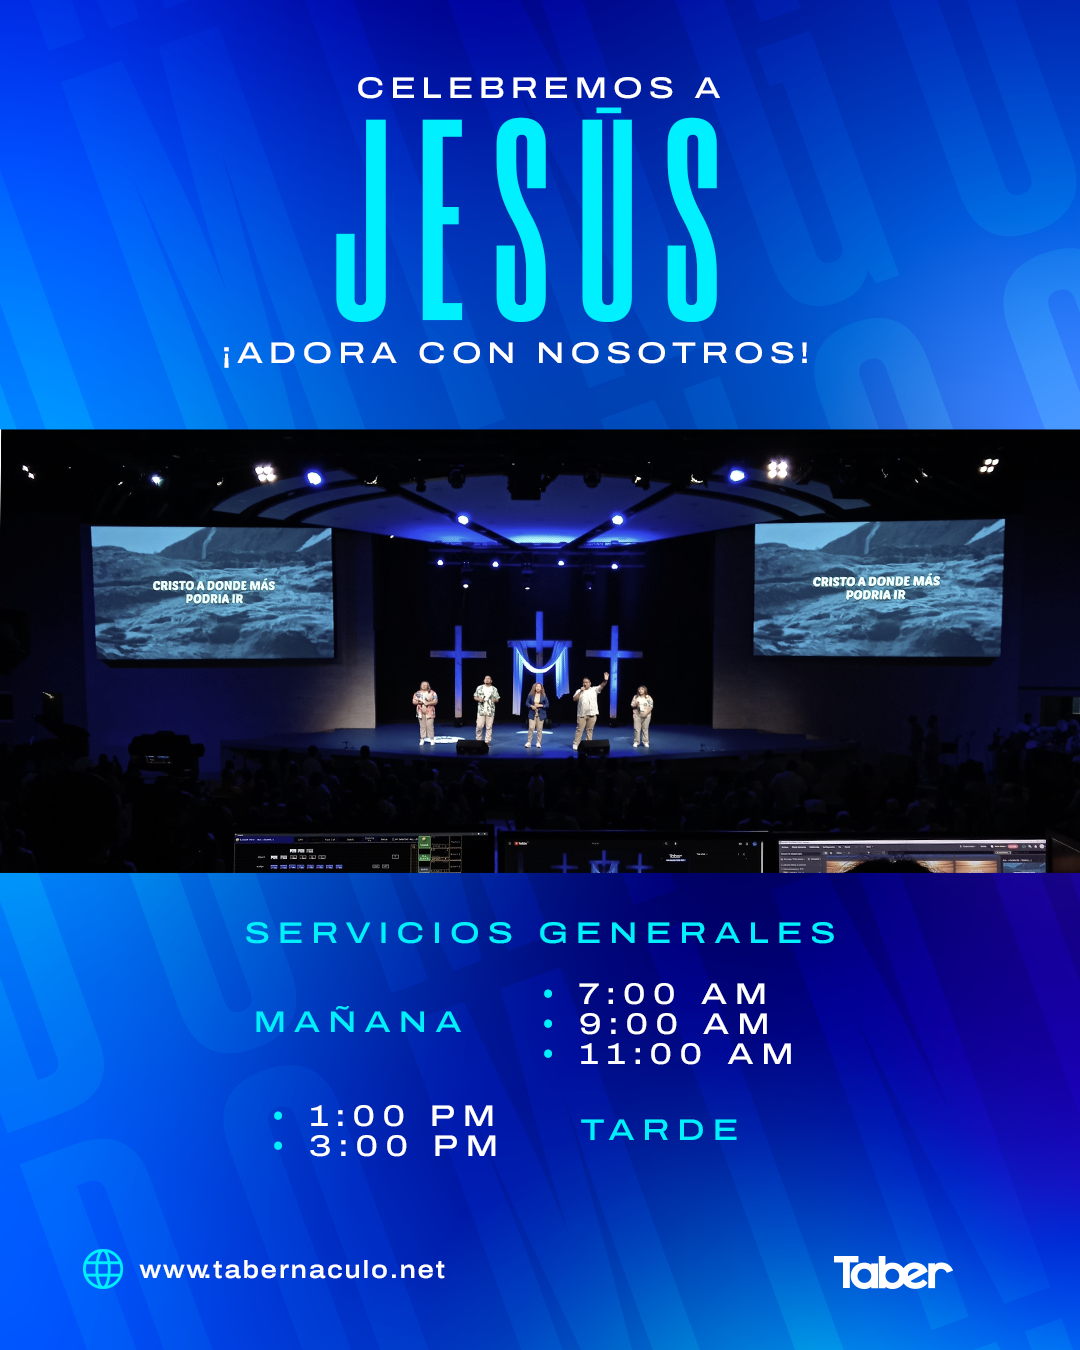 CELEBREMOS A
JESÚS
¡ADORA CON NOSOTROS!
CRISTO A DONDE MÁS
PODRIA IR
CRISTO A DONDE MÁS
PODRIA IR
SERVICIOS GENERALES
MAÑANA
• 7:00 AM
• 9:00 AM
• 11:00 AM
• 1:00 PM
• 3:00 PM
TARDE
www.tabernaculo.net
Taber